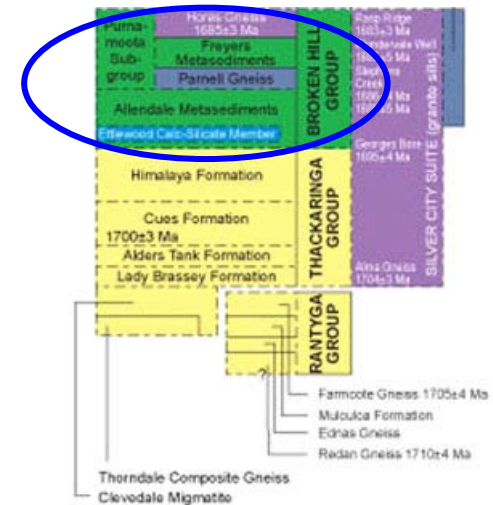 Purna-
moota
Sub-
group
Hores Gneiss
1685±3 Ma
Freyers
Metasediments
Parnell Gneiss
Allendale Metasediments
Ettlewood Calc-Silicate Member
BROKEN HILL
GROUP
Himalaya Formation
Cues Formation
1700±3 Ma
Alders Tank Formation
Lady Brassey Formation
THACKARINGA
GROUP
RANTYGA
GROUP
Rasp Ridge
1683±3 Ma
Well
Stephens
Creek
Georges Bore
1695±4 Ma
Alma Gneiss
1704±3 Ma
SILVER CITY SUITE (granite sills)
?
Farmcote Gneiss 1705±4 Ma
Mulculca Formation
Ednas Gneiss
Redan Gneiss 1710±4 Ma
Thorndale Composite Gneiss
Clevedale Migmatite